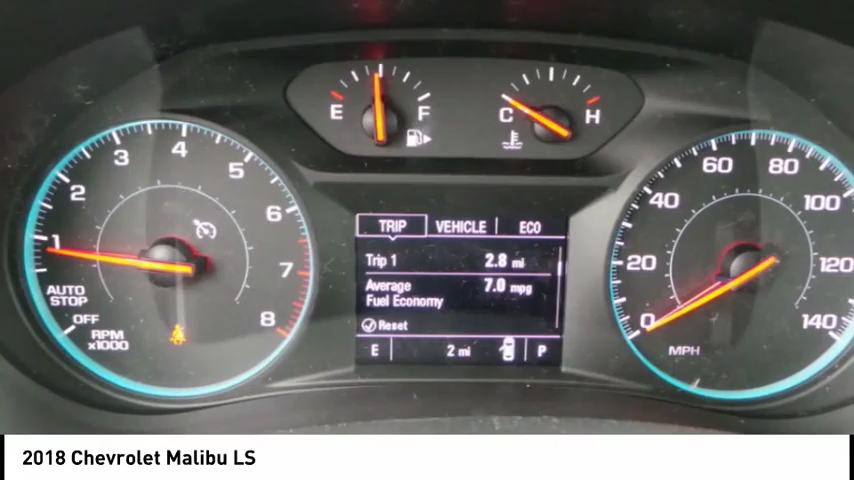 E F
C H
1 2 3 4 5 6 7 8
AUTO STOP
OFF
RPM x1000
TRIP VEHICLE ECO
Trip 1 2.8 mi
Average 7.0 mpg
Fuel Economy
Reset
E 2 mi P
0 20 40 60 80 100 120 140
MPH
2018 Chevrolet Malibu LS